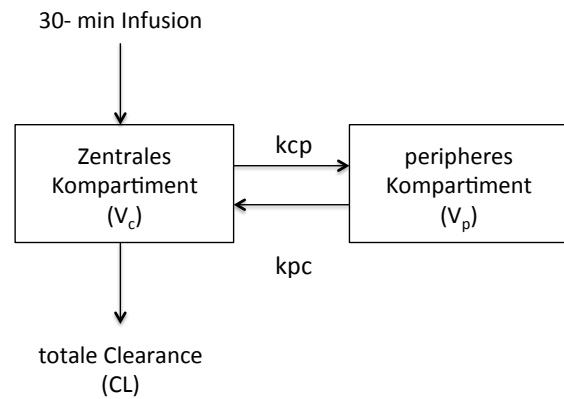 30- min Infusion
Zentrales
Kompartiment
(Vc)
kcp
peripheres
Kompartiment
(Vp)
kpc
totale Clearance
(CL)